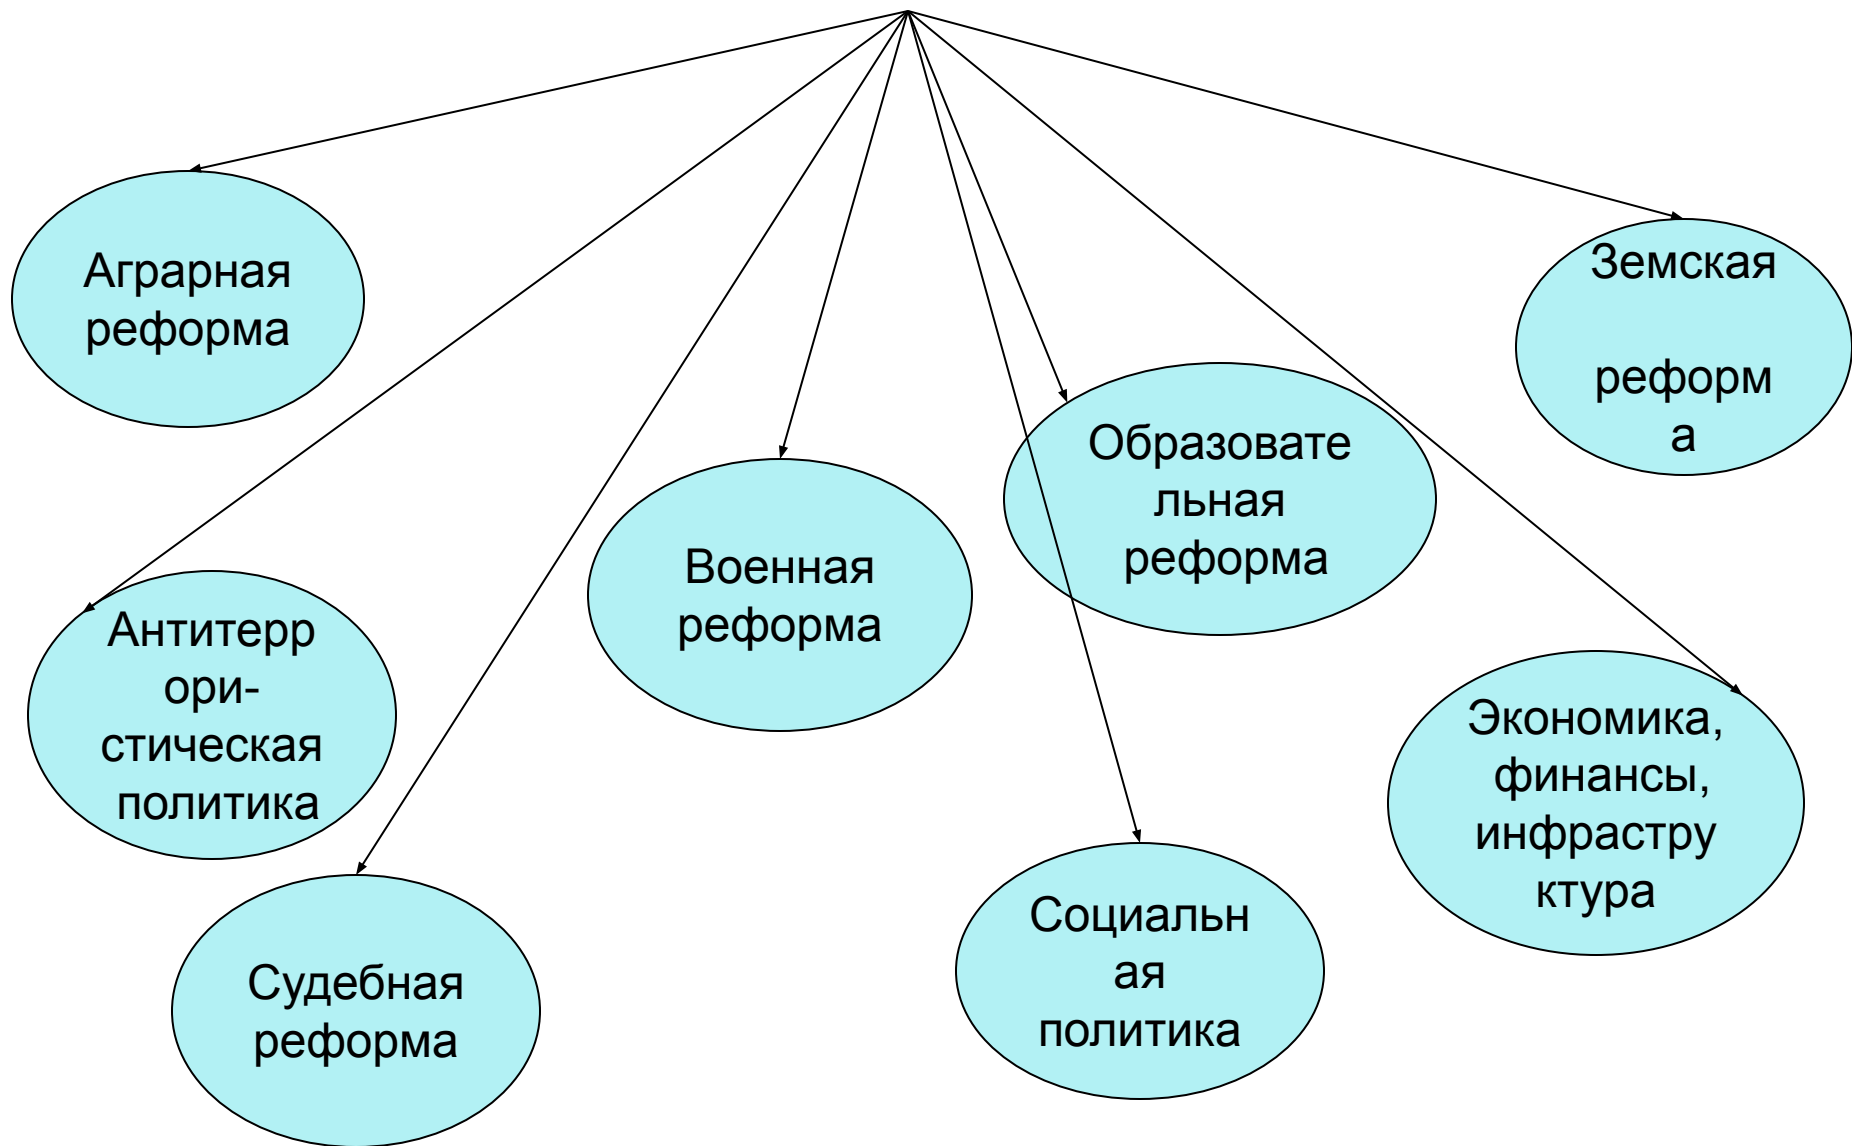 Аграрная
реформа
Земская
реформ
а
Образовате
льная
реформа
Военная
реформа
Антитерр
ори-
стическая
политика
Экономика,
финансы,
инфрастру
ктура
Социальн
ая
политика
Судебная
реформа